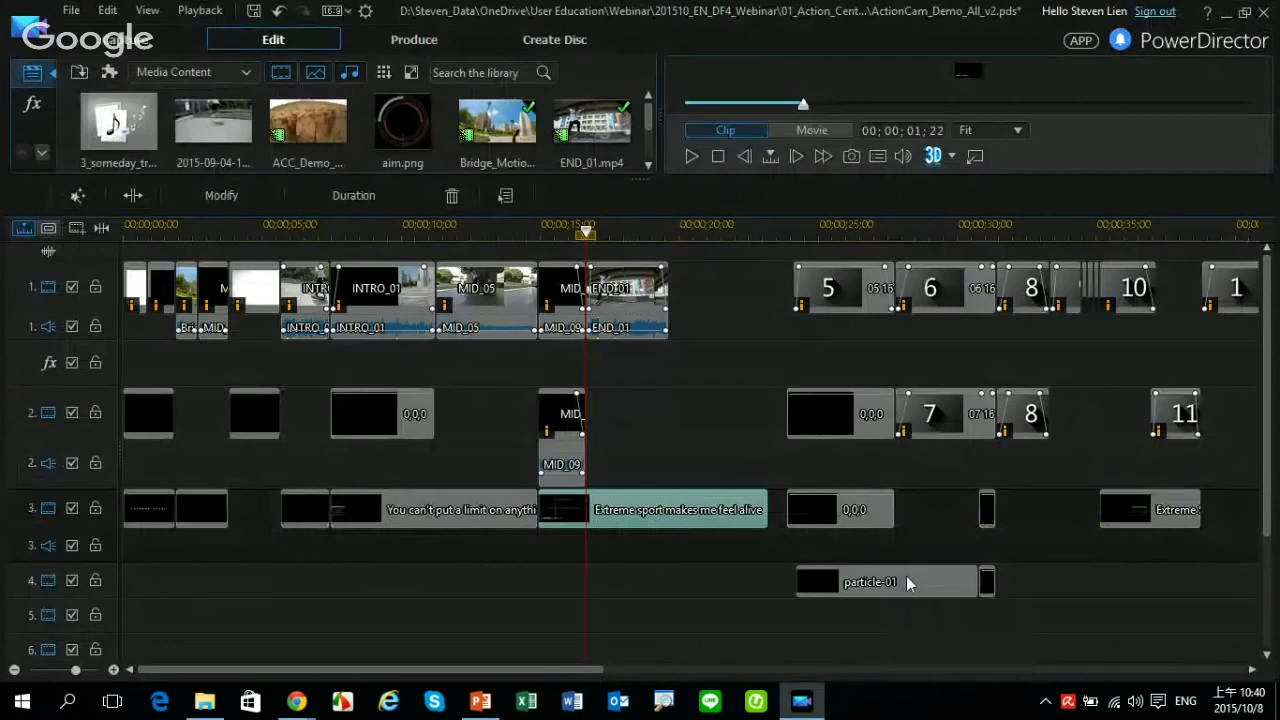 File Edit View Playback 16:9 D:\Steven_Data\OneDrive\User Education\Webinar\201510_EN_DF4_Webinar\01_Action_Cent...\ActionCam_Demo_All_v2.pds* Hello Steven Lien Sign out ?
Google
Edit Produce Create Disc APP PowerDirector
Media Content Search the library
fx
3_someday_tr... 2015-09-04-1... ACC_Demo_... aim.png Bridge_Motio... END_01.mp4
Clip Movie 00; 00; 01; 22 Fit
3D
Modify Duration
00;00;00;00 00;00;05;00 00;00;10;00 00;00;15;00 00;00;20;00 00;00;25;00 00;00;30;00 00;00;35;00
1. INTRO_01 MID_05 MID_ END_01 5 05 16 6 06 16 8 10 1
1. Bri MID_ INTRO_0 INTRO_01 MID_05 MID_09 END_01
fx
2. 0,0,0 MID_ 0,0,0 7 07 16 8 11
2. MID_09
3. You can't put a limit on anythi Extreme sport makes me feel alive 0,0,0 Extreme
3.
4. particle-01
5.
6.
ENG 上午 10:40
2015/10/8